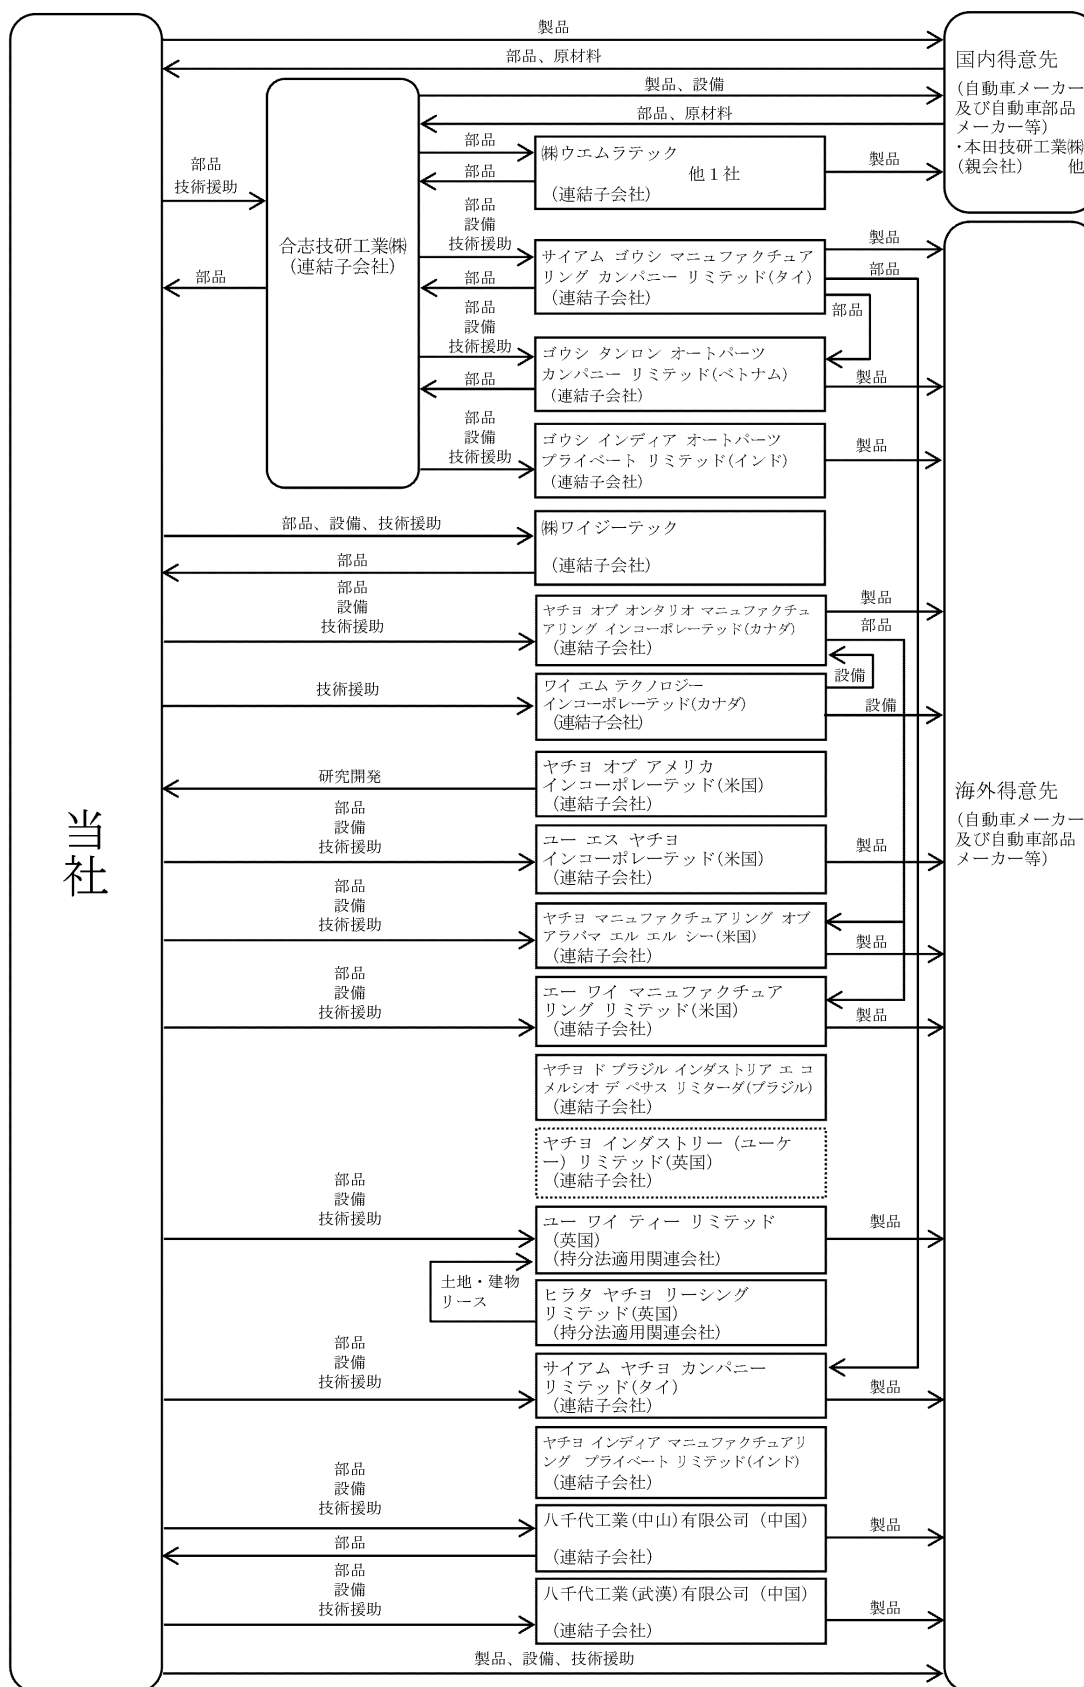 製品
部品、原材料
国内得意先
(自動車メーカー
及び自動車部品
メーカー等)
・本田技研工業㈱
(親会社) 他
製品、設備
部品、原材料
部品
部品
㈱ウエムラテック
他1社
(連結子会社)
製品
部品
技術援助
合志技研工業㈱
(連結子会社)
部品
部品
設備
技術援助
部品
サイアム ゴウシ マニュファクチュア
リング カンパニー リミテッド(タイ)
(連結子会社)
製品
部品
部品
部品
設備
技術援助
部品
ゴウシ タンロン オートパーツ
カンパニー リミテッド(ベトナム)
(連結子会社)
製品
部品
設備
技術援助
ゴウシ インディア オートパーツ
プライベート リミテッド(インド)
(連結子会社)
製品
部品、設備、技術援助
部品
㈱ワイジーテック
(連結子会社)
部品
設備
技術援助
ヤチヨ オブ オンタリオ マニュファクチュ
アリング インコーポレーテッド(カナダ)
(連結子会社)
製品
部品
設備
技術援助
ワイ エム テクノロジー
インコーポレーテッド(カナダ)
(連結子会社)
設備
研究開発
ヤチヨ オブ アメリカ
インコーポレーテッド(米国)
(連結子会社)
海外得意先
(自動車メーカー
及び自動車部品
メーカー等)
当
社
部品
設備
技術援助
ユー エス ヤチヨ
インコーポレーテッド(米国)
(連結子会社)
製品
部品
設備
技術援助
ヤチヨ マニュファクチュアリング オブ
アラバマ エル エル シー(米国)
(連結子会社)
製品
部品
設備
技術援助
エー ワイ マニュファクチュア
リング リミテッド(米国)
(連結子会社)
製品
ヤチヨ ド ブラジル インダストリア エ コ
メルシオ デ ペサス リミターダ(ブラジル)
(連結子会社)
ヤチヨ インダストリー (ユーケ
ー) リミテッド(英国)
(連結子会社)
部品
設備
技術援助
ユー ワイ ティー リミテッド
(英国)
(持分法適用関連会社)
製品
土地・建物
リース
ヒラタ ヤチヨ リーシング
リミテッド(英国)
(持分法適用関連会社)
部品
設備
技術援助
サイアム ヤチヨ カンパニー
リミテッド(タイ)
(連結子会社)
製品
ヤチヨ インディア マニュファクチュアリ
ング プライベート リミテッド(インド)
(連結子会社)
部品
設備
技術援助
部品
八千代工業(中山)有限公司 (中国)
(連結子会社)
製品
部品
設備
技術援助
八千代工業(武漢)有限公司 (中国)
(連結子会社)
製品
製品、設備、技術援助